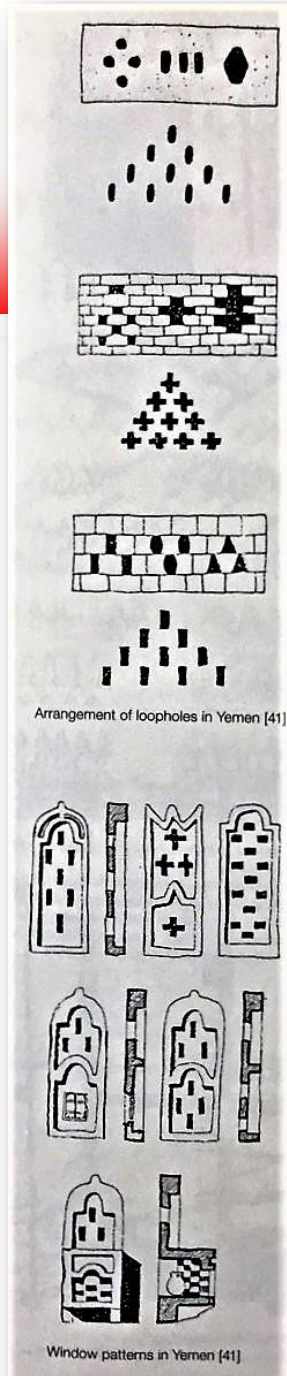 Arrangement of loopholes in Yemen [41]
Window patterns in Yemen [41]